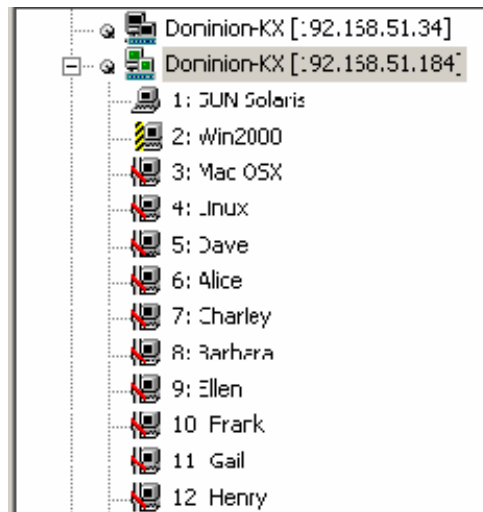 Dominion-KX [192.168.51.34]
Dominion-KX [192.168.51.184]
1: SUN Solaris
2: Win2000
3: Mac OSX
4: Linux
5: Dave
6: Alice
7: Charley
8: Barbara
9: Ellen
10 Frank
11 Gail
12 Henry